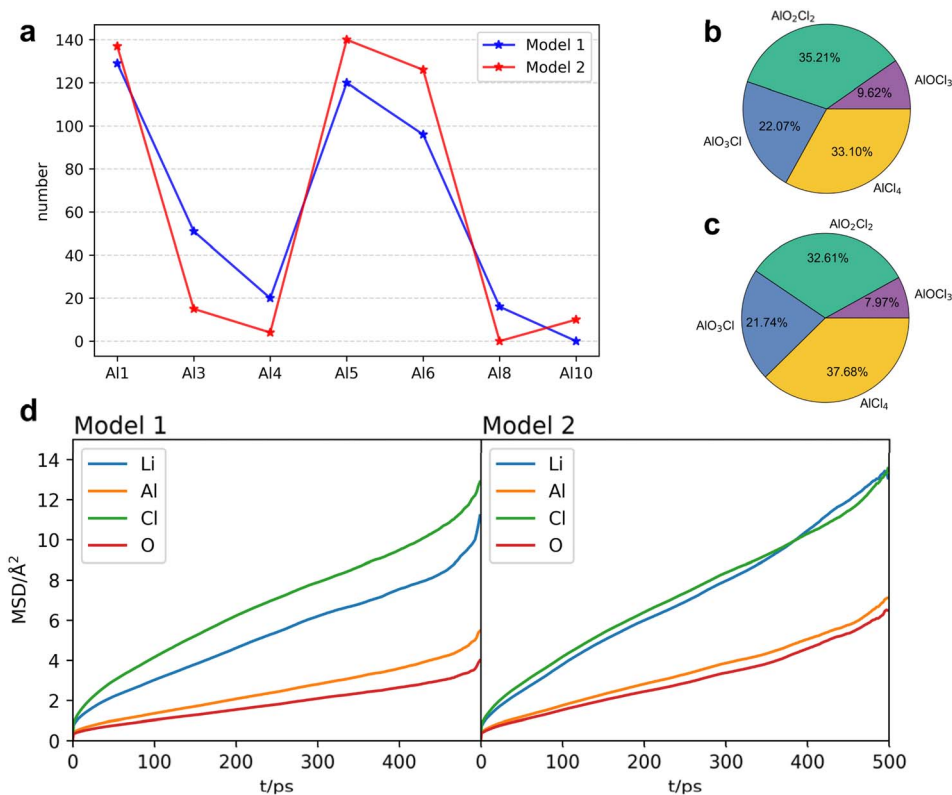 a
number
140
120
100
80
60
40
20
0
Al1 Al3 Al4 Al5 Al6 Al8 Al10
Model 1
Model 2
b
AlO₂Cl₂
35.21%
AlOCl₃
9.62%
22.07%
AlO₃Cl
33.10%
AlCl₄
c
AlO₂Cl₂
32.61%
AlOCl₃
7.97%
AlO₃Cl
21.74%
37.68%
AlCl₄
d
Model 1
Li
Al
Cl
O
MSD/Å²
14
12
10
8
6
4
2
0
0 100 200 300 400
t/ps
Model 2
Li
Al
Cl
O
0 100 200 300 400 500
t/ps